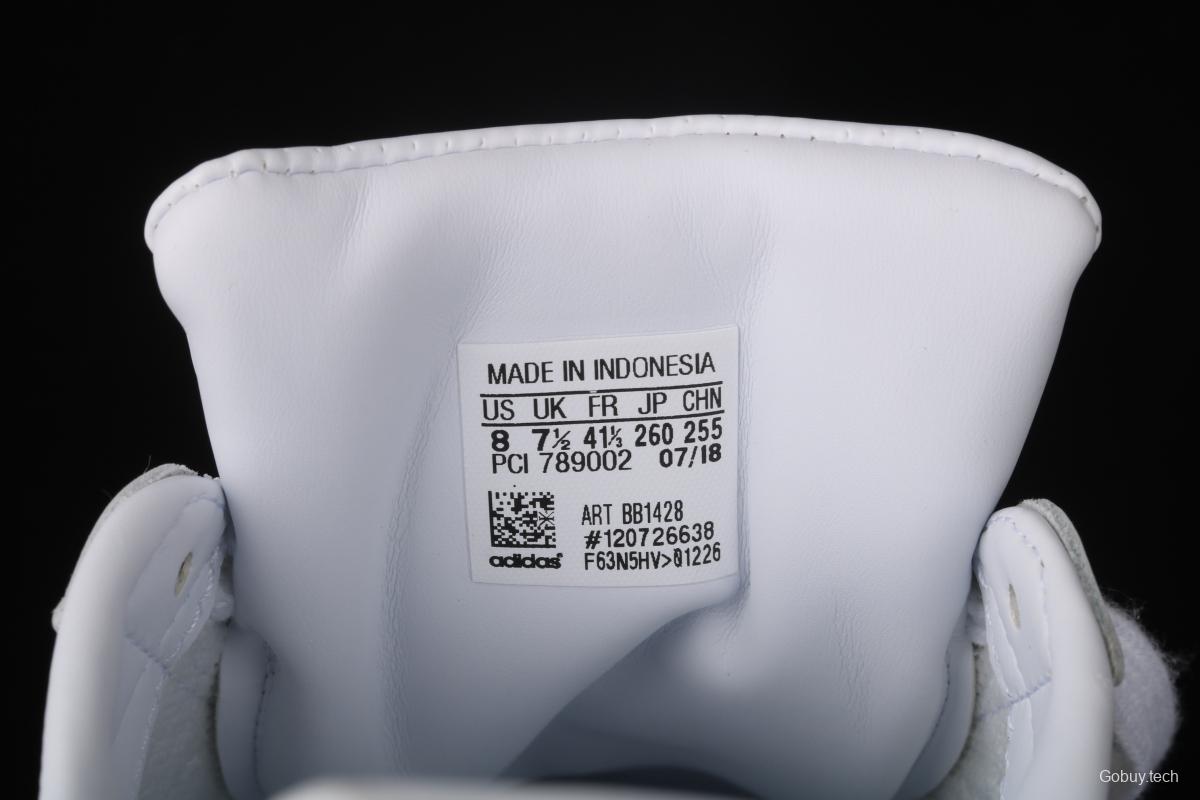 MADE IN INDONESIA
US UK FR JP CHN
8 7½ 41⅓ 260 255
PCI 789002 07/18
ART BB1428
#120726638
adidas F63N5HV>Q1226
Gobuy.tech